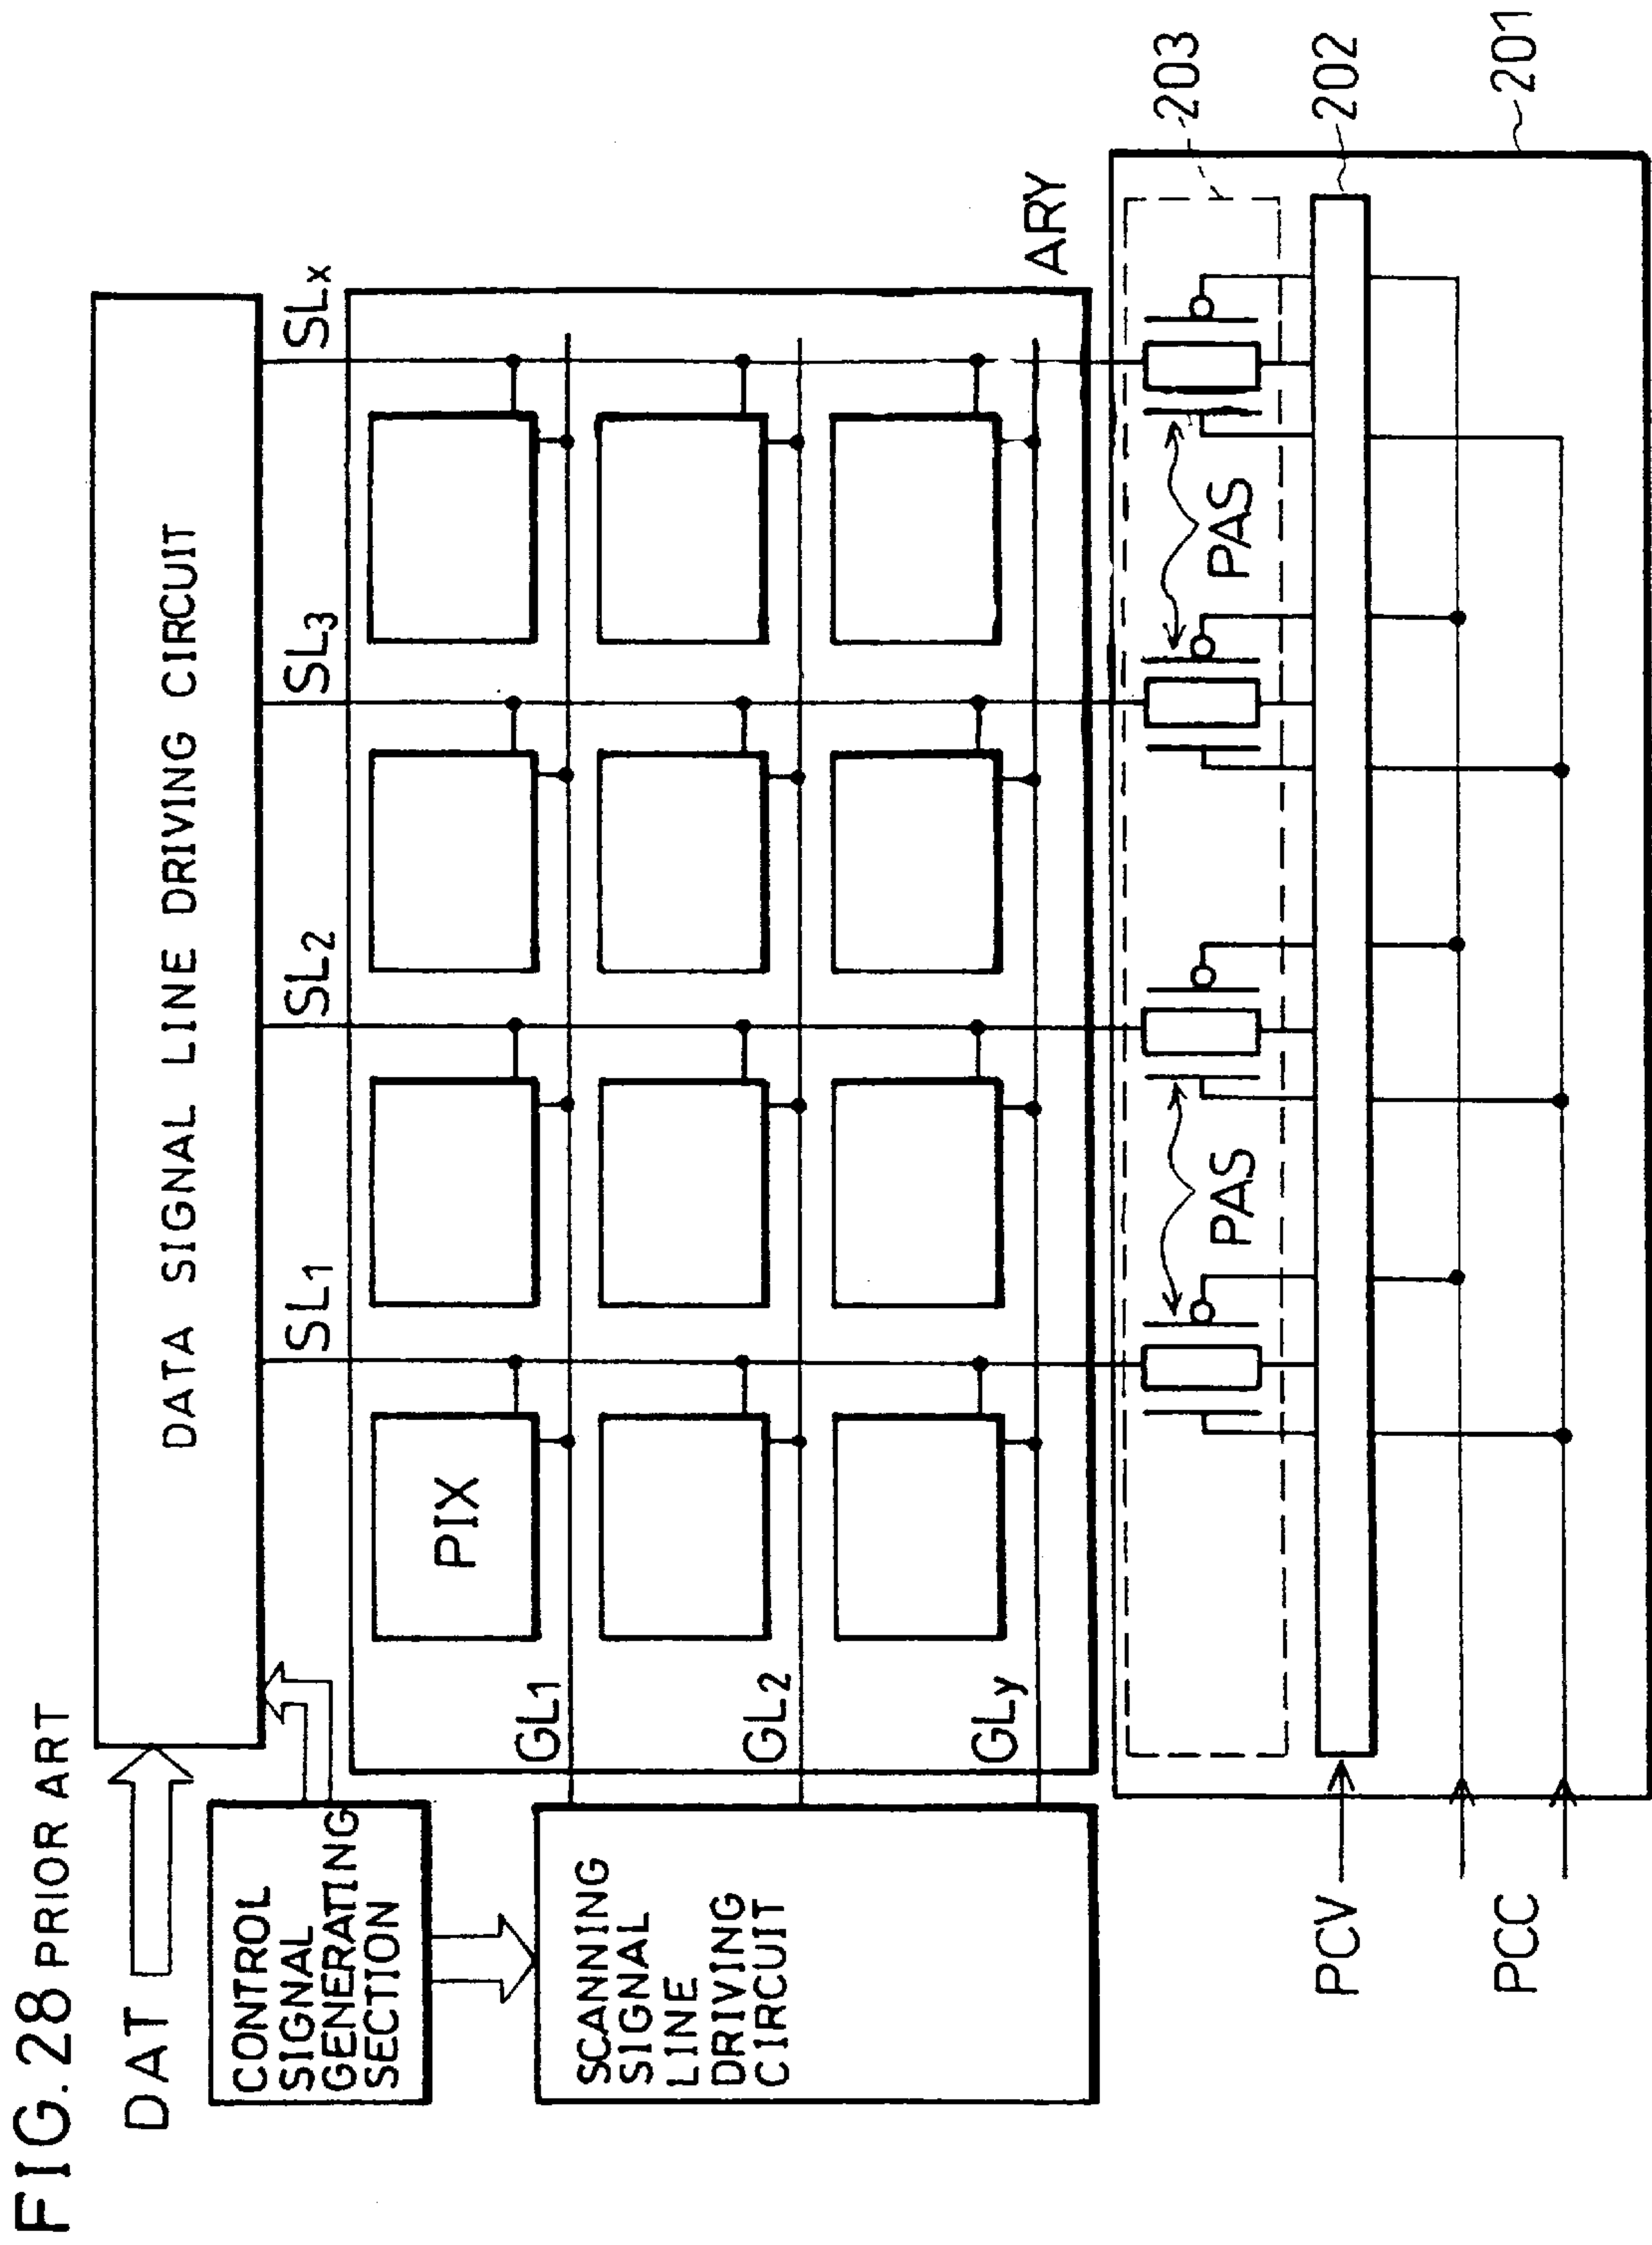 FIG. 28 PRIOR ART
DAT
DATA SIGNAL LINE DRIVING CIRCUIT
CONTROL
SIGNAL
GENERATING
SECTION
SL1
SL2
SL3
SLx
PIX
GL1
GL2
GLy
ARY
SCANNING
SIGNAL
LINE
DRIVING
CIRCUIT
PAS
PAS
203
202
201
PCV
PCC